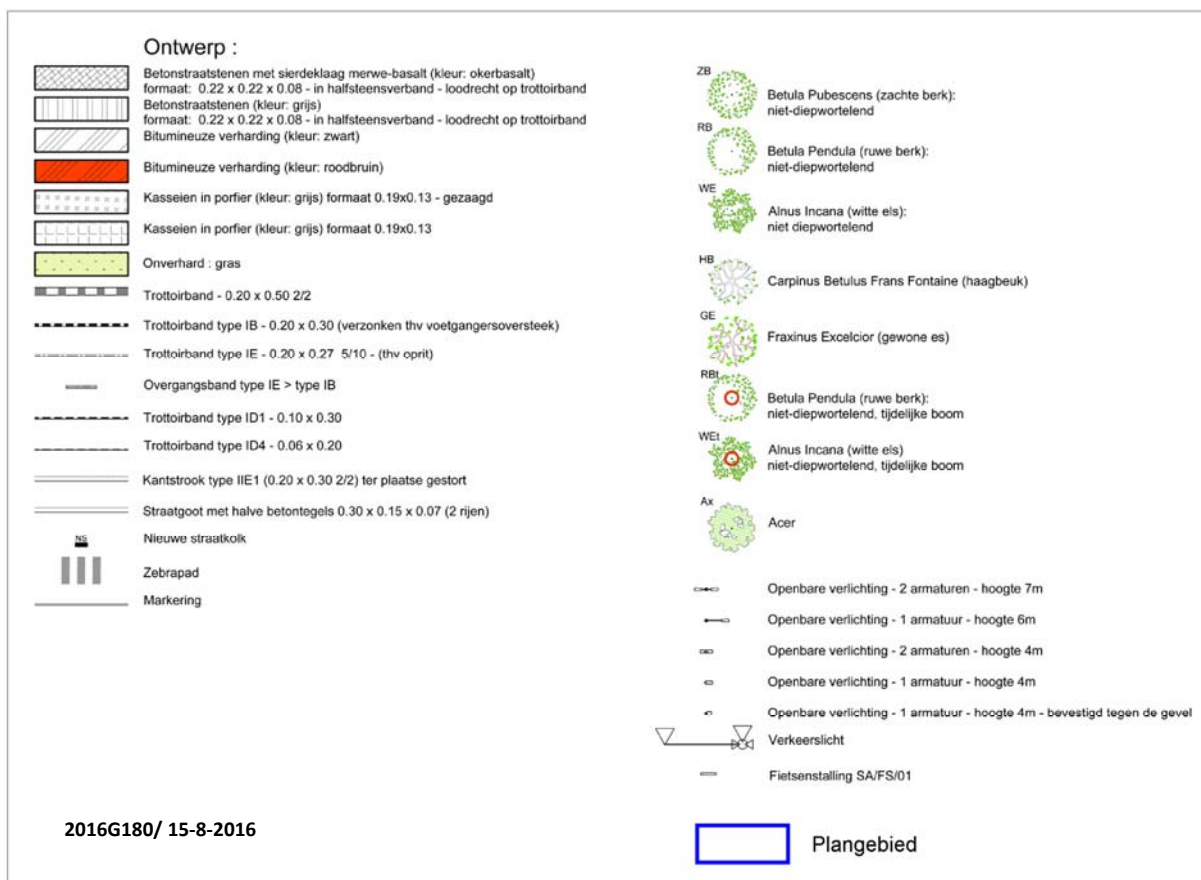 Ontwerp :
Betonstraatstenen met sierdeklaag merwe-basalt (kleur: okerbasalt)
formaat: 0.22 x 0.22 x 0.08 - in halfsteensverband - loodrecht op trottoirband
Betonstraatstenen (kleur: grijs)
formaat: 0.22 x 0.22 x 0.08 - in halfsteensverband - loodrecht op trottoirband
Bitumineuze verharding (kleur: zwart)
Bitumineuze verharding (kleur: roodbruin)
Kasseien in porfier (kleur: grijs) formaat 0.19x0.13 - gezaagd
Kasseien in porfier (kleur: grijs) formaat 0.19x0.13
Onverhard : gras
Trottoirband - 0.20 x 0.50 2/2
Trottoirband type IB - 0.20 x 0.30 (verzonken thv voetgangersoversteek)
Trottoirband type IE - 0.20 x 0.27 5/10 - (thv oprit)
Overgangsband type IE > type IB
Trottoirband type ID1 - 0.10 x 0.30
Trottoirband type ID4 - 0.06 x 0.20
Kantstrook type IIE1 (0.20 x 0.30 2/2) ter plaatse gestort
Straatgoot met halve betontegels 0.30 x 0.15 x 0.07 (2 rijen)
NS
Nieuwe straatkolk
Zebrapad
Markering
2016G180/ 15-8-2016
ZB
Betula Pubescens (zachte berk):
niet-diepwortelend
RB
Betula Pendula (ruwe berk):
niet-diepwortelend
WE
Alnus Incana (witte els):
niet diepwortelend
HB
Carpinus Betulus Frans Fontaine (haagbeuk)
GE
Fraxinus Excelcior (gewone es)
RBt
Betula Pendula (ruwe berk):
niet-diepwortelend, tijdelijke boom
WEt
Alnus Incana (witte els)
niet-diepwortelend, tijdelijke boom
Ax
Acer
Openbare verlichting - 2 armaturen - hoogte 7m
Openbare verlichting - 1 armatuur - hoogte 6m
Openbare verlichting - 2 armaturen - hoogte 4m
Openbare verlichting - 1 armatuur - hoogte 4m
Openbare verlichting - 1 armatuur - hoogte 4m - bevestigd tegen de gevel
Verkeerslicht
Fietsenstalling SA/FS/01
Plangebied